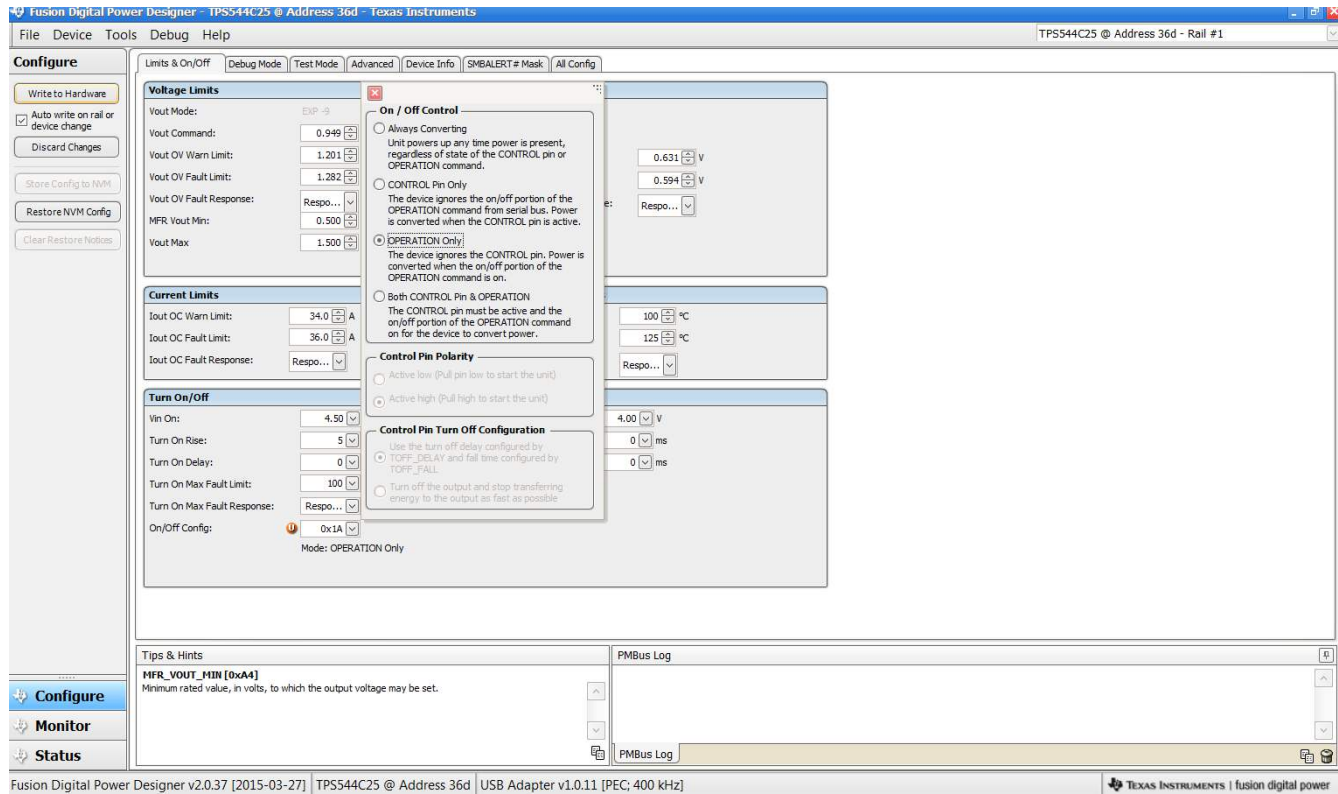 Fusion Digital Power Designer - TPS544C25 @ Address 36d - Texas Instruments
File Device Tools Debug Help
TPS544C25 @ Address 36d - Rail #1
Configure
Write to Hardware
Auto write on rail or
device change
Discard Changes
Store Config to NVM
Restore NVM Config
Clear Restore Notices
Limits & On/Off
Debug Mode
Test Mode
Advanced
Device Info
SMBALERT# Mask
All Config
Voltage Limits
Vout Mode: EXP -9
Vout Command: 0.949
Vout OV Warn Limit: 1.201
Vout OV Fault Limit: 1.282
Vout OV Fault Response: Respo...
MFR Vout Min: 0.500
Vout Max 1.500
0.631 V
0.594 V
e: Respo...
Current Limits
Iout OC Warn Limit: 34.0 A
Iout OC Fault Limit: 36.0 A
Iout OC Fault Response: Respo...
100 °C
125 °C
Respo...
Turn On/Off
Vin On: 4.50
Turn On Rise: 5
Turn On Delay: 0
Turn On Max Fault Limit: 100
Turn On Max Fault Response: Respo...
On/Off Config: 0x1A
Mode: OPERATION Only
4.00 V
0 ms
0 ms
On / Off Control
Always Converting
Unit powers up any time power is present,
regardless of state of the CONTROL pin or
OPERATION command.
CONTROL Pin Only
The device ignores the on/off portion of the
OPERATION command from serial bus. Power
is converted when the CONTROL pin is active.
OPERATION Only
The device ignores the CONTROL pin. Power is
converted when the on/off portion of the
OPERATION command is on.
Both CONTROL Pin & OPERATION
The CONTROL pin must be active and the
on/off portion of the OPERATION command
on for the device to convert power.
Control Pin Polarity
Active low (Pull pin low to start the unit)
Active high (Pull high to start the unit)
Control Pin Turn Off Configuration
Use the turn off delay configured by
TOFF_DELAY and fall time configured by
TOFF_FALL
Turn off the output and stop transferring
energy to the output as fast as possible
Tips & Hints
MFR_VOUT_MIN [0xA4]
Minimum rated value, in volts, to which the output voltage may be set.
PMBus Log
PMBus Log
Configure
Monitor
Status
Fusion Digital Power Designer v2.0.37 [2015-03-27]
TPS544C25 @ Address 36d
USB Adapter v1.0.11 [PEC; 400 kHz]
TEXAS INSTRUMENTS | fusion digital power